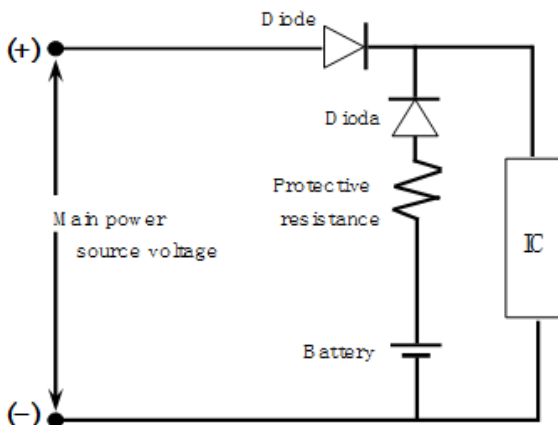 Diode
(+)
Dioda
Protective
resistance
Main power
source voltage
IC
Battery
(−)